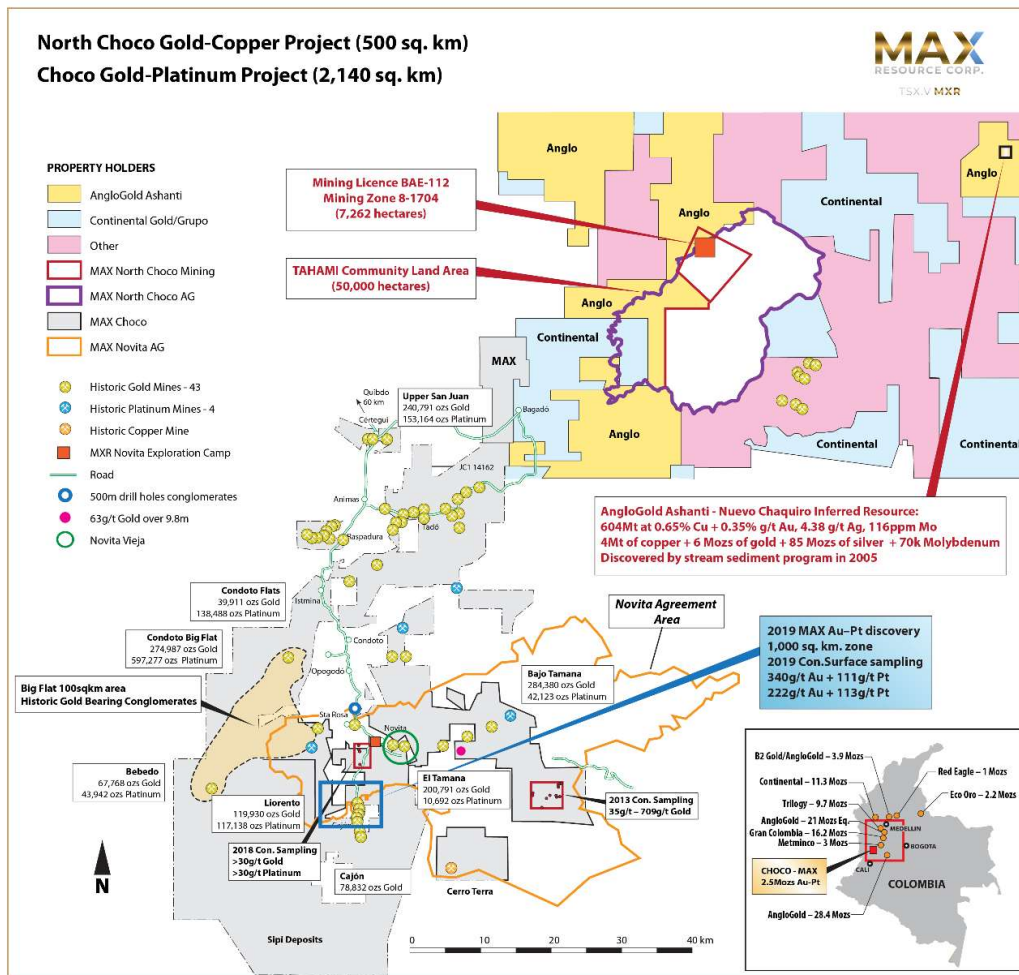 North Choco Gold-Copper Project (500 sq. km)
Choco Gold-Platinum Project (2,140 sq. km)
MAX
RESOURCE CORP.
TSX.V MXR
PROPERTY HOLDERS
AngloGold Ashanti
Continental Gold/Grupo
Other
MAX North Choco Mining
MAX North Choco AG
MAX Choco
MAX Novita AG
Historic Gold Mines - 43
Historic Platinum Mines - 4
Historic Copper Mine
MXR Novita Exploration Camp
Road
500m drill holes conglomerates
63g/t Gold over 9.8m
Novita Vieja
Mining Licence BAE-112
Mining Zone 8-1704
(7,262 hectares)
TAHAMI Community Land Area
(50,000 hectares)
Anglo
Anglo
Anglo
Continental
Anglo
Continental
Anglo
Continental
Continental
MAX
Quibdo
60 km
Certegui
Upper San Juan
240,791 ozs Gold
153,164 ozs Platinum
Bagadó
JC1 14162
Animas
Tadó
Raspadura
AngloGold Ashanti - Nuevo Chaquiro Inferred Resource:
604Mt at 0.65% Cu + 0.35% g/t Au, 4.38 g/t Ag, 116ppm Mo
4Mt of copper + 6 Mozs of gold + 85 Mozs of silver + 70k Molybdenum
Discovered by stream sediment program in 2005
Condoto Flats
39,911 ozs Gold
138,488 ozs Platinum
Istmina
Condoto Big Flat
274,987 ozs Gold
597,277 ozs Platinum
Condoto
Opogodó
Novita Agreement
Area
2019 MAX Au–Pt discovery
1,000 sq. km. zone
2019 Con.Surface sampling
340g/t Au + 111g/t Pt
222g/t Au + 113g/t Pt
Bajo Tamana
284,380 ozs Gold
42,123 ozs Platinum
Big Flat 100sqkm area
Historic Gold Bearing Conglomerates
Sta Rosa
Novita
Bebedo
67,768 ozs Gold
43,942 ozs Platinum
El Tamana
200,791 ozs Gold
10,692 ozs Platinum
Liorento
119,930 ozs Gold
117,138 ozs Platinum
2013 Con. Sampling
35g/t – 709g/t Gold
2018 Con. Sampling
>30g/t Gold
>30g/t Platinum
Cajón
78,832 ozs Gold
Cerro Terra
N
Sipi Deposits
0 10 20 30 40 km
B2 Gold/AngloGold – 3.9 Mozs
Red Eagle – 1 Mozs
Continental – 11.3 Mozs
Eco Oro – 2.2 Mozs
Trilogy – 9.7 Mozs
AngloGold – 21 Mozs Eq.
MEDELLIN
Gran Colombia – 16.2 Mozs
Metminco – 3 Mozs
BOGOTA
CALI
CHOCO - MAX
2.5Mozs Au-Pt
COLOMBIA
AngloGold – 28.4 Mozs